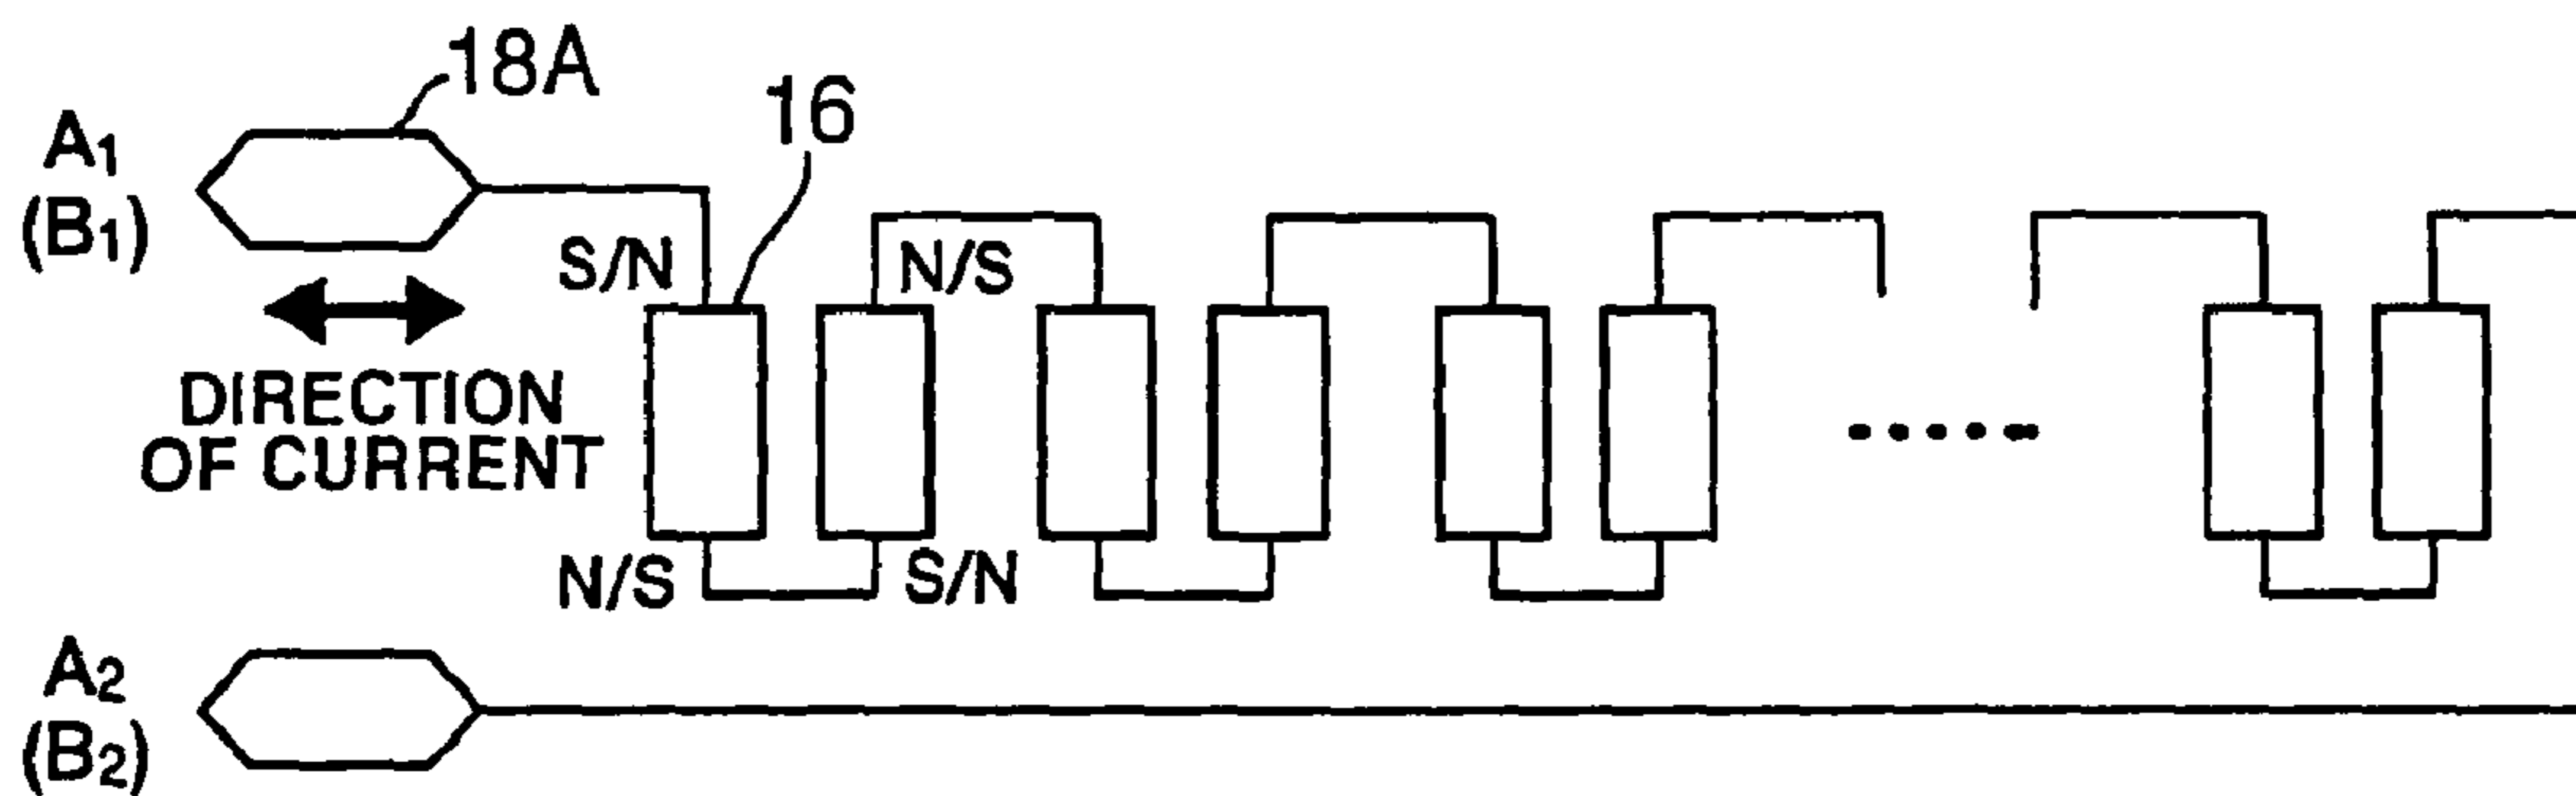 18A
16
A1
(B1)
S/N
N/S
DIRECTION
OF CURRENT
N/S
S/N
A2
(B2)